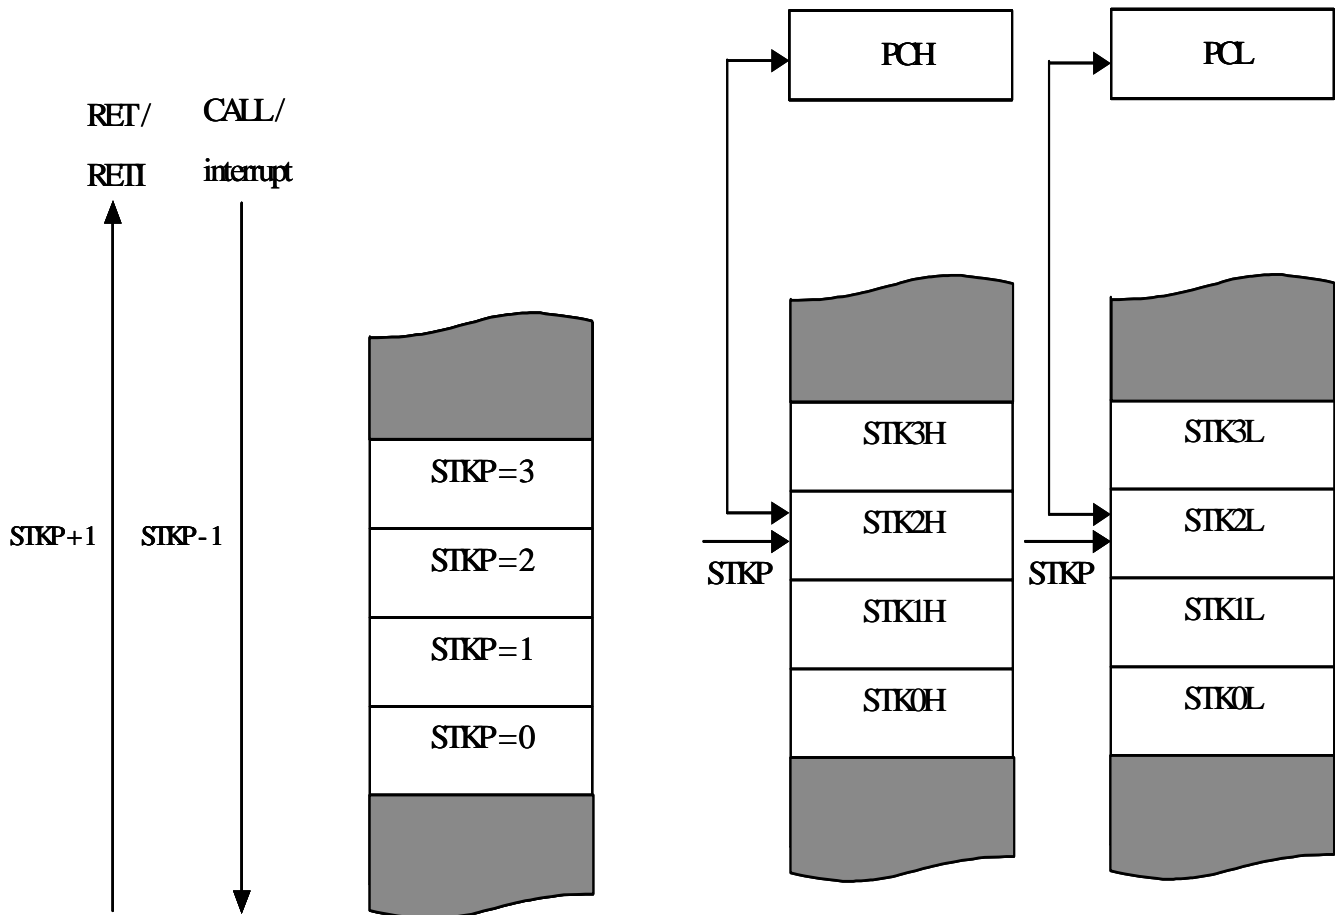 PCH
PCL
RET/
RETI
CALL/
interrupt
STKP+1
STKP-1
STKP=3
STKP=2
STKP=1
STKP=0
STK3H
STK2H
STK1H
STK0H
STKP
STK3L
STK2L
STK1L
STK0L
STKP